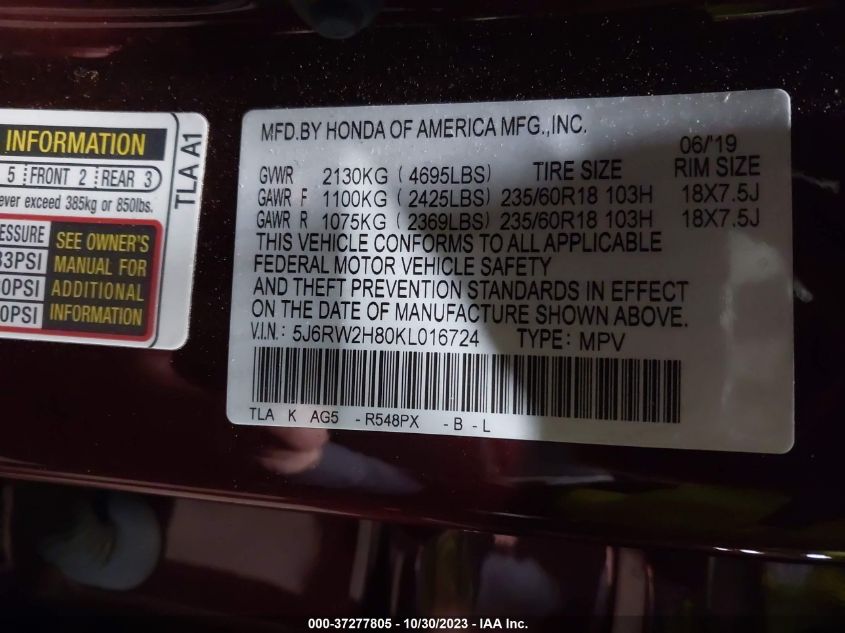 INFORMATION
5 FRONT 2 REAR 3
ever exceed 385kg or 850lbs.
ESSURE
33PSI
0PSI
0PSI
SEE OWNER'S
MANUAL FOR
ADDITIONAL
INFORMATION
TLA A1
MFD.BY HONDA OF AMERICA MFG.,INC.
06/'19
GVWR 2130KG ( 4695LBS) TIRE SIZE RIM SIZE
GAWR F 1100KG ( 2425LBS) 235/60R18 103H 18X7.5J
GAWR R 1075KG ( 2369LBS) 235/60R18 103H 18X7.5J
THIS VEHICLE CONFORMS TO ALL APPLICABLE
FEDERAL MOTOR VEHICLE SAFETY
AND THEFT PREVENTION STANDARDS IN EFFECT
ON THE DATE OF MANUFACTURE SHOWN ABOVE.
V.I.N.: 5J6RW2H80KL016724 TYPE: MPV
TLA K AG5 - R548PX - B - L
000-37277805 - 10/30/2023 - IAA Inc.